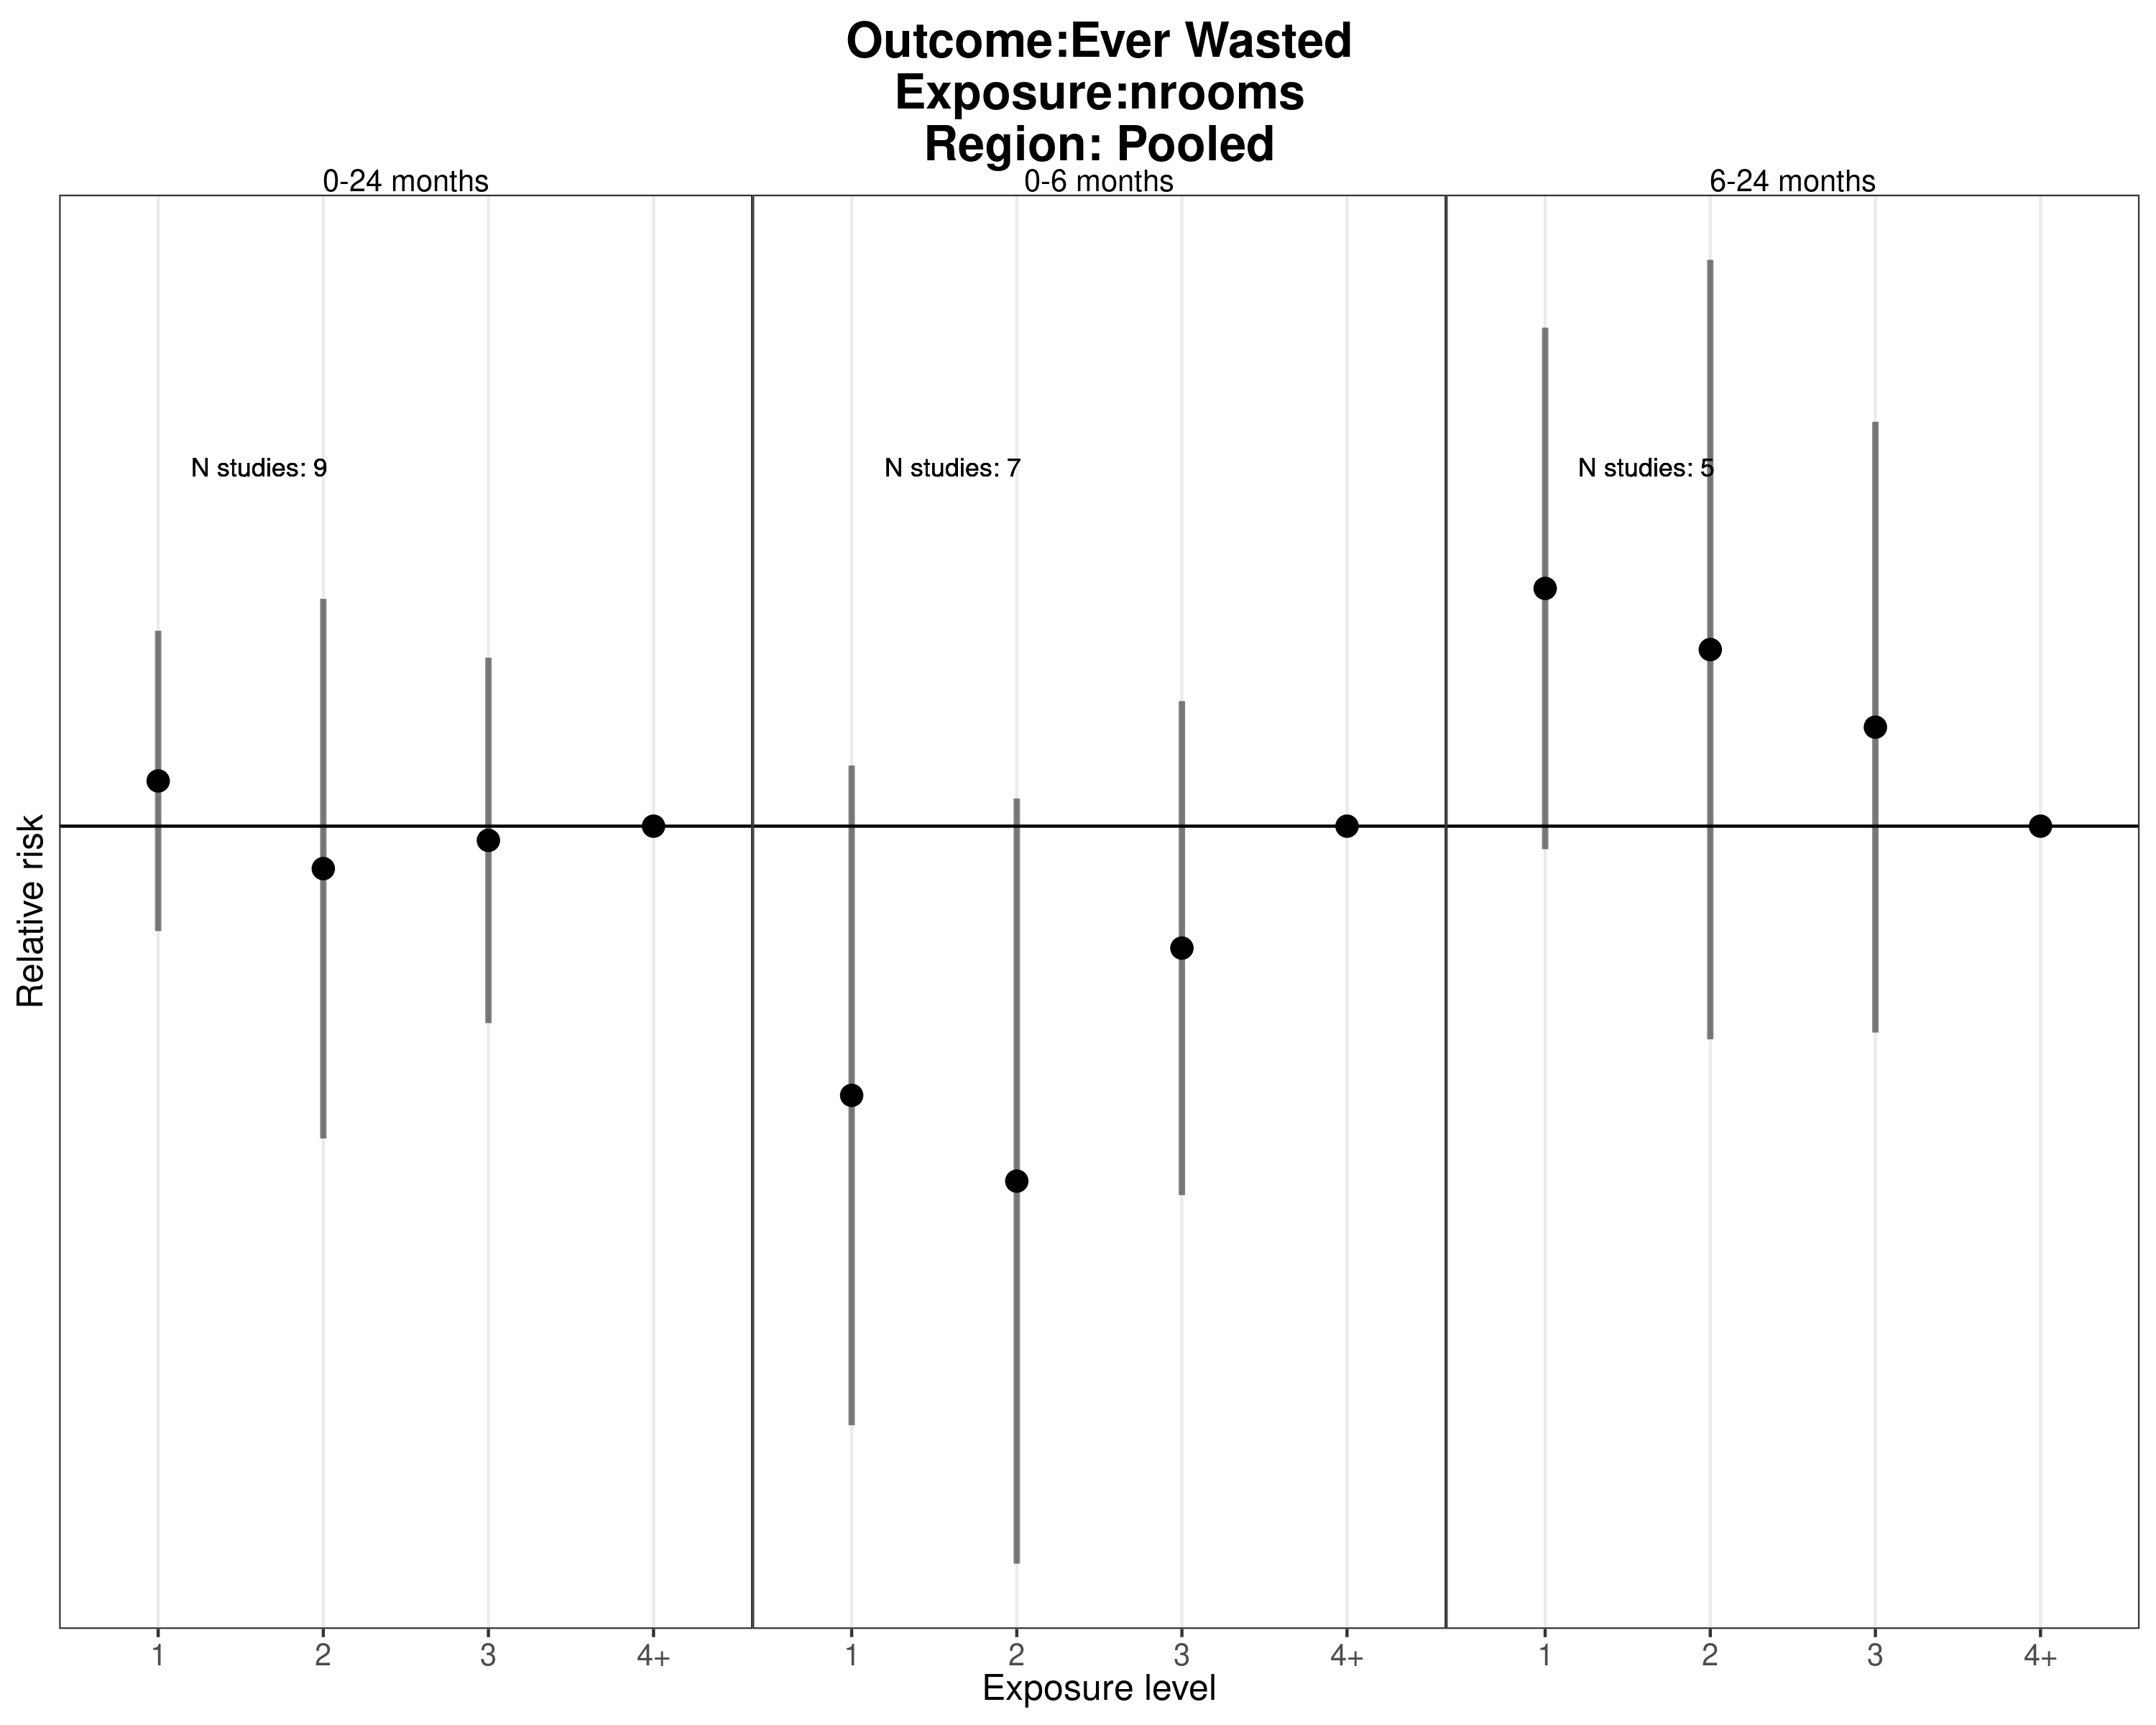 Outcome:Ever Wasted
Exposure:nrooms
Region: Pooled
0-24 months
0-6 months
6-24 months
N studies: 9
N studies: 7
N studies: 5
Relative risk
1 2 3 4+ 1 2 3 4+ 1 2 3 4+
Exposure level